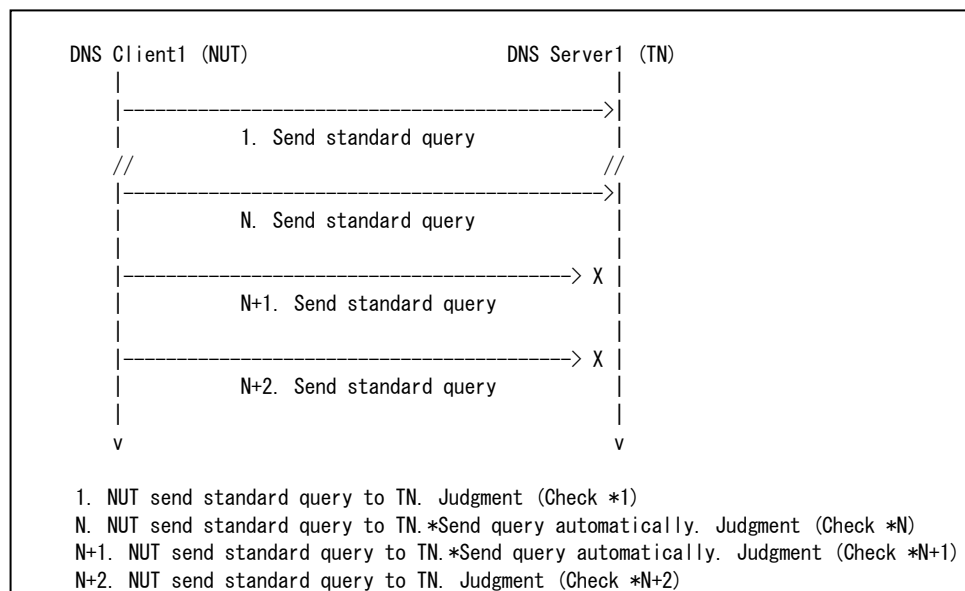 DNS Client1 (NUT) DNS Server1 (TN)
1. Send standard query
N. Send standard query
X
N+1. Send standard query
X
N+2. Send standard query
v v
1. NUT send standard query to TN. Judgment (Check *1)
N. NUT send standard query to TN.*Send query automatically. Judgment (Check *N)
N+1. NUT send standard query to TN.*Send query automatically. Judgment (Check *N+1)
N+2. NUT send standard query to TN. Judgment (Check *N+2)